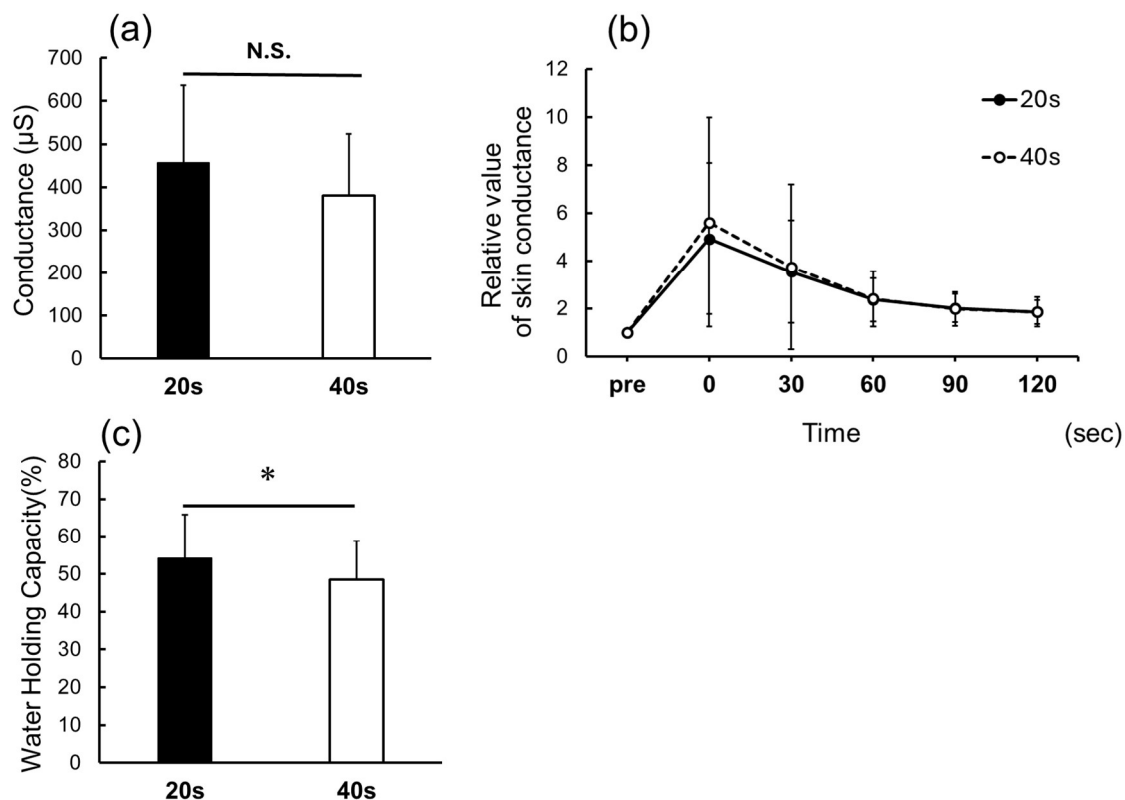 (a)
N.S.
Conductance (μS)
700
600
500
400
300
200
100
0
20s
40s
(b)
Relative value
of skin conductance
12
10
8
6
4
2
0
20s
40s
pre
0
30
60
90
120
Time
(sec)
(c)
*
Water Holding Capacity(%)
80
70
60
50
40
30
20
10
0
20s
40s